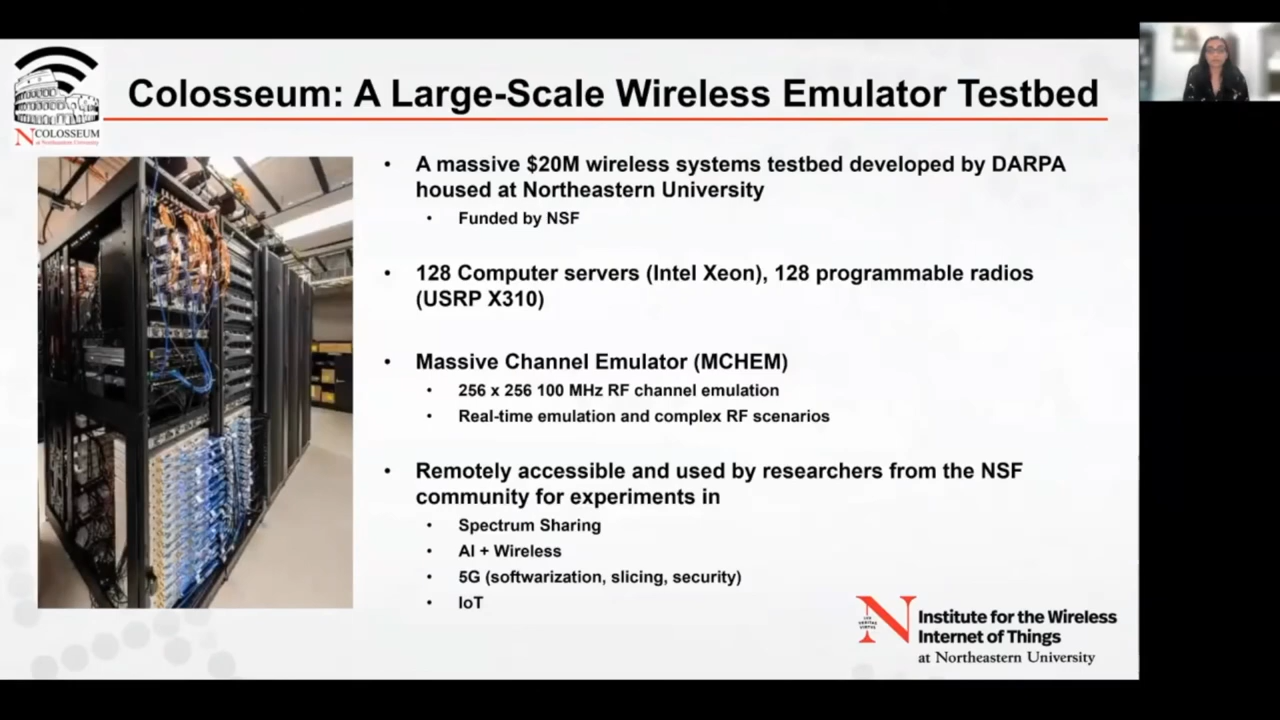 Colosseum: A Large-Scale Wireless Emulator Testbed
NCOLOSSEUM
at Northeastern University
• A massive $20M wireless systems testbed developed by DARPA
housed at Northeastern University
• Funded by NSF
• 128 Computer servers (Intel Xeon), 128 programmable radios
(USRP X310)
• Massive Channel Emulator (MCHEM)
• 256 x 256 100 MHz RF channel emulation
• Real-time emulation and complex RF scenarios
• Remotely accessible and used by researchers from the NSF
community for experiments in
• Spectrum Sharing
• AI + Wireless
• 5G (softwarization, slicing, security)
• IoT
N Institute for the Wireless
Internet of Things
at Northeastern University